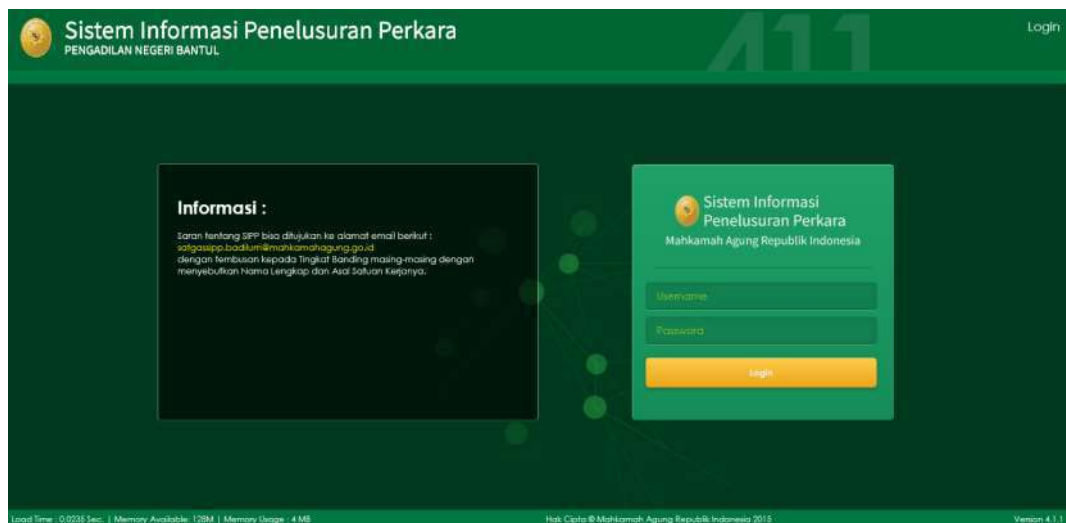 Sistem Informasi Penelusuran Perkara
PENGADILAN NEGERI BANTUL
411
Login
Informasi :
Saran tentang SIPP bisa ditujukan ke alamat email berikut :
satgassipp.badilum@mahkamahagung.go.id
dengan tembusan kepada Tingkat Banding masing-masing dengan
menyebutkan Nama Lengkap dan Asal Satuan Kerjanya.
Sistem Informasi
Penelusuran Perkara
Mahkamah Agung Republik Indonesia
Username
Password
Login
Load Time : 0.0235 Sec. | Memory Available: 128M | Memory Usage : 4 MB
Hak Cipta © Mahkamah Agung Republik Indonesia 2015
Version 4.1.1